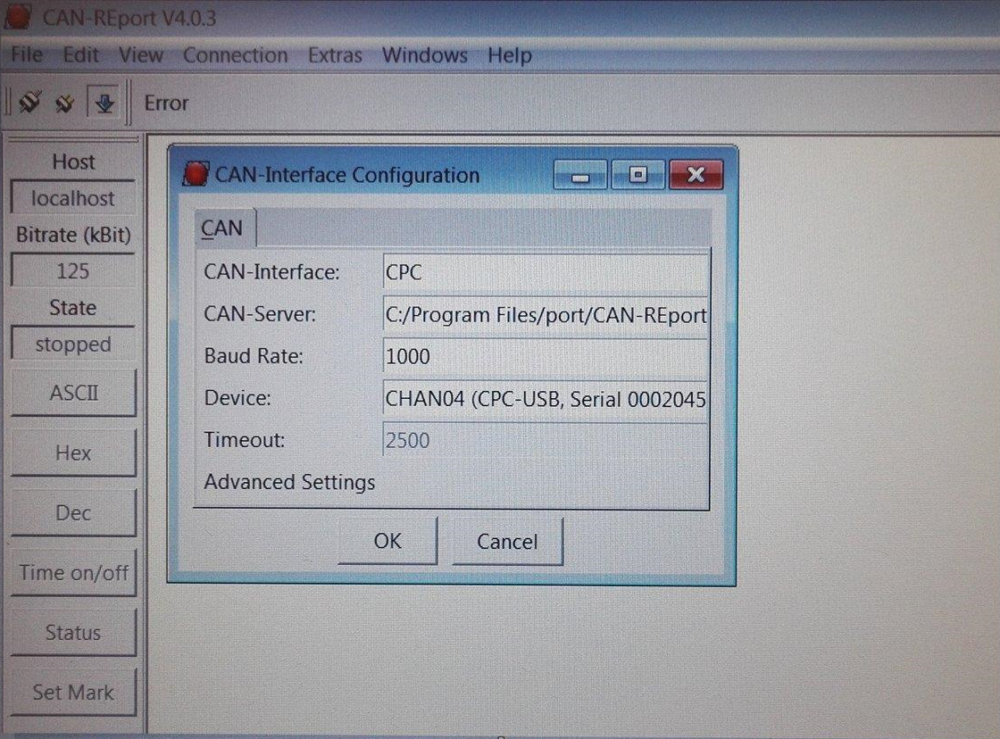 CAN-REport V4.0.3
File Edit View Connection Extras Windows Help
Error
Host
localhost
Bitrate (kBit)
125
State
stopped
ASCII
Hex
Dec
Time on/off
Status
Set Mark
CAN-Interface Configuration
CAN
CAN-Interface: CPC
CAN-Server: C:/Program Files/port/CAN-REport
Baud Rate: 1000
Device: CHAN04 (CPC-USB, Serial 0002045
Timeout: 2500
Advanced Settings
OK Cancel